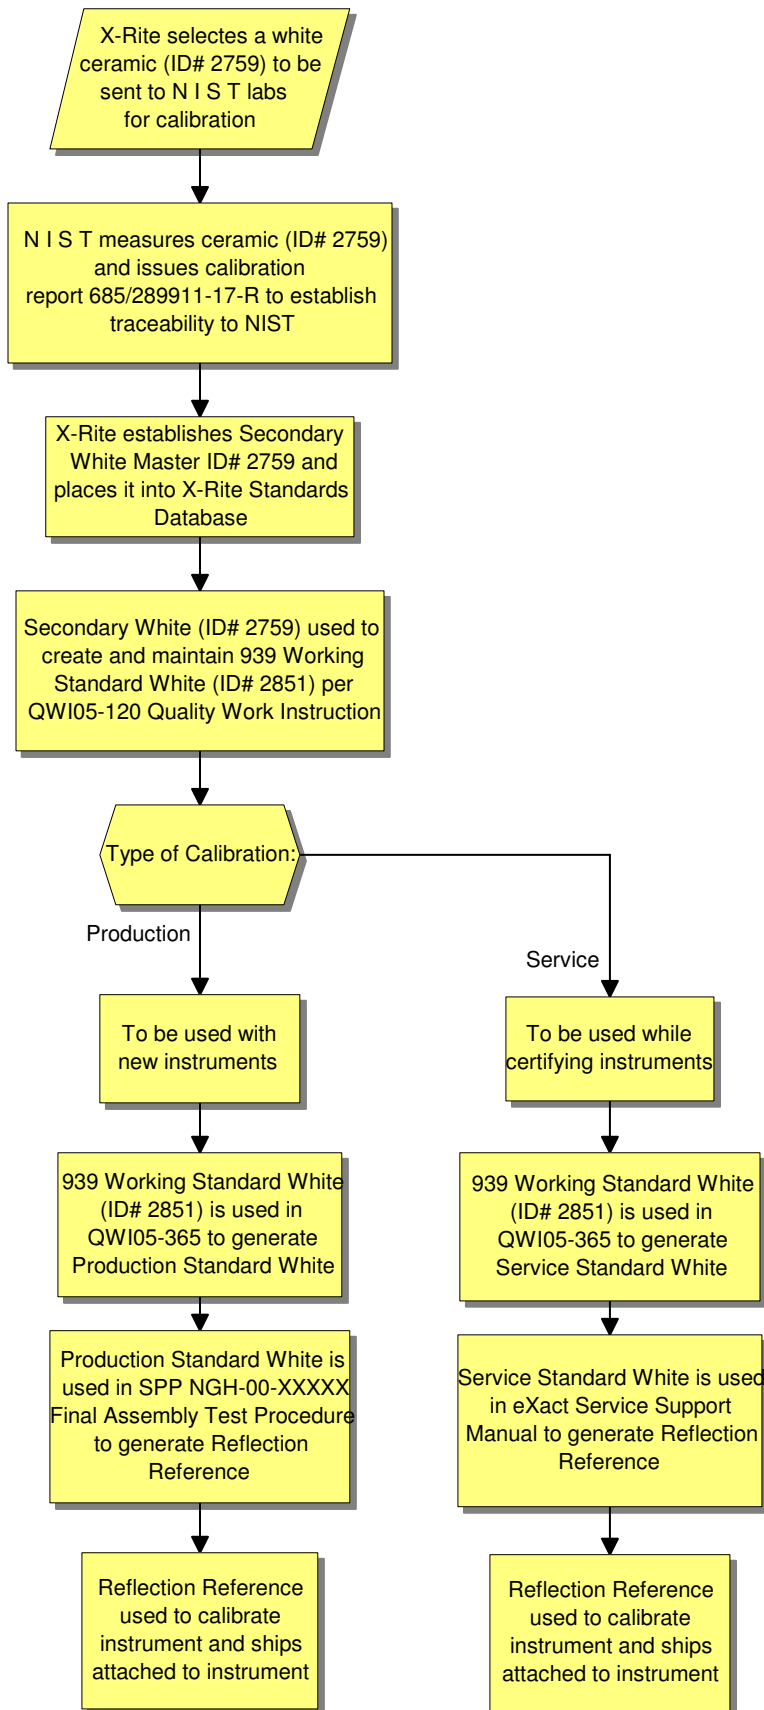 X-Rite selectes a white
ceramic (ID# 2759) to be
sent to N I S T labs
for calibration
N I S T measures ceramic (ID# 2759)
and issues calibration
report 685/289911-17-R to establish
traceability to NIST
X-Rite establishes Secondary
White Master ID# 2759 and
places it into X-Rite Standards
Database
Secondary White (ID# 2759) used to
create and maintain 939 Working
Standard White (ID# 2851) per
QWI05-120 Quality Work Instruction
Type of Calibration:
Production
Service
To be used with
new instruments
To be used while
certifying instruments
939 Working Standard White
(ID# 2851) is used in
QWI05-365 to generate
Production Standard White
939 Working Standard White
(ID# 2851) is used in
QWI05-365 to generate
Service Standard White
Production Standard White is
used in SPP NGH-00-XXXXX
Final Assembly Test Procedure
to generate Reflection
Reference
Service Standard White is used
in eXact Service Support
Manual to generate Reflection
Reference
Reflection Reference
used to calibrate
instrument and ships
attached to instrument
Reflection Reference
used to calibrate
instrument and ships
attached to instrument